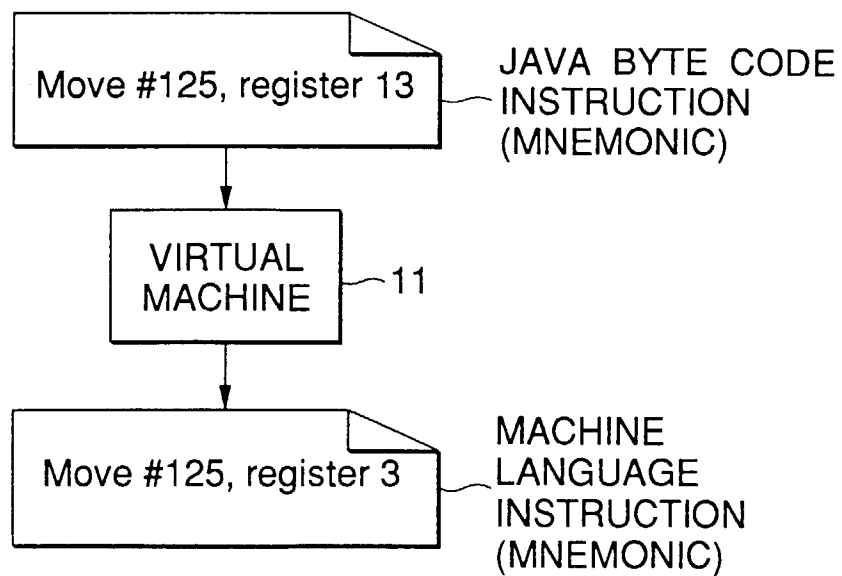 Move #125, register 13
JAVA BYTE CODE
INSTRUCTION
(MNEMONIC)
VIRTUAL
MACHINE
11
Move #125, register 3
MACHINE
LANGUAGE
INSTRUCTION
(MNEMONIC)